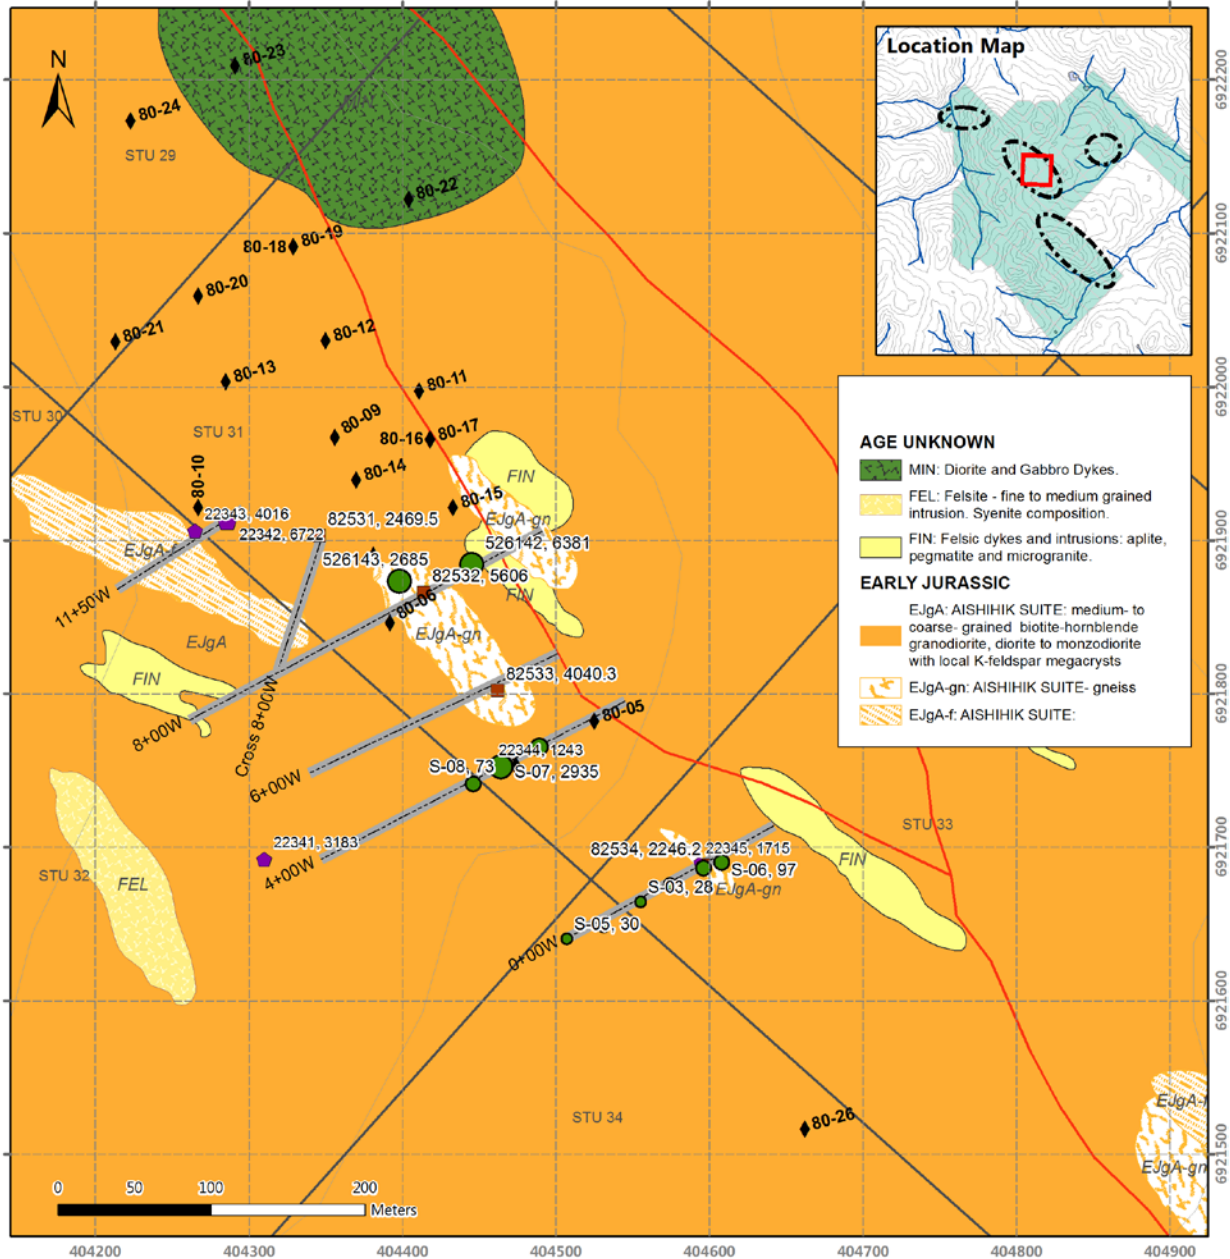 Location Map
N
80-23
80-24
STU 29
80-22
80-18
80-19
80-20
80-21
80-12
80-13
80-11
STU 30
STU 31
80-09
80-16
80-17
80-14
80-10
80-15
FIN
22343, 4016
22342, 6722
82531, 2469.5
EJgA-gn
526142, 6381
526143, 2685
82532, 5606
80-06
FIN
11+50W
EJgA
EJgA-gn
FIN
82533, 4040.3
8+00W
Cross 8+00W
80-05
6+00W
22344, 1243
S-08, 73
S-07, 2935
22341, 3183
4+00W
STU 32
FEL
STU 33
82534, 2246.2
22345, 1715
S-06, 97
FIN
S-03, 28
EJgA-gn
S-05, 30
0+00W
STU 34
80-26
EJgA-gn
AGE UNKNOWN
MIN: Diorite and Gabbro Dykes.
FEL: Felsite - fine to medium grained
intrusion. Syenite composition.
FIN: Felsic dykes and intrusions: aplite,
pegmatite and microgranite.
EARLY JURASSIC
EJgA: AISHIHIK SUITE: medium- to
coarse- grained biotite-hornblende
granodiorite, diorite to monzodiorite
with local K-feldspar megacrysts
EJgA-gn: AISHIHIK SUITE- gneiss
EJgA-f: AISHIHIK SUITE:
0 50 100 200
Meters
404200 404300 404400 404500 404600 404700 404800 404900
6922200
6922100
6922000
6921900
6921800
6921700
6921600
6921500